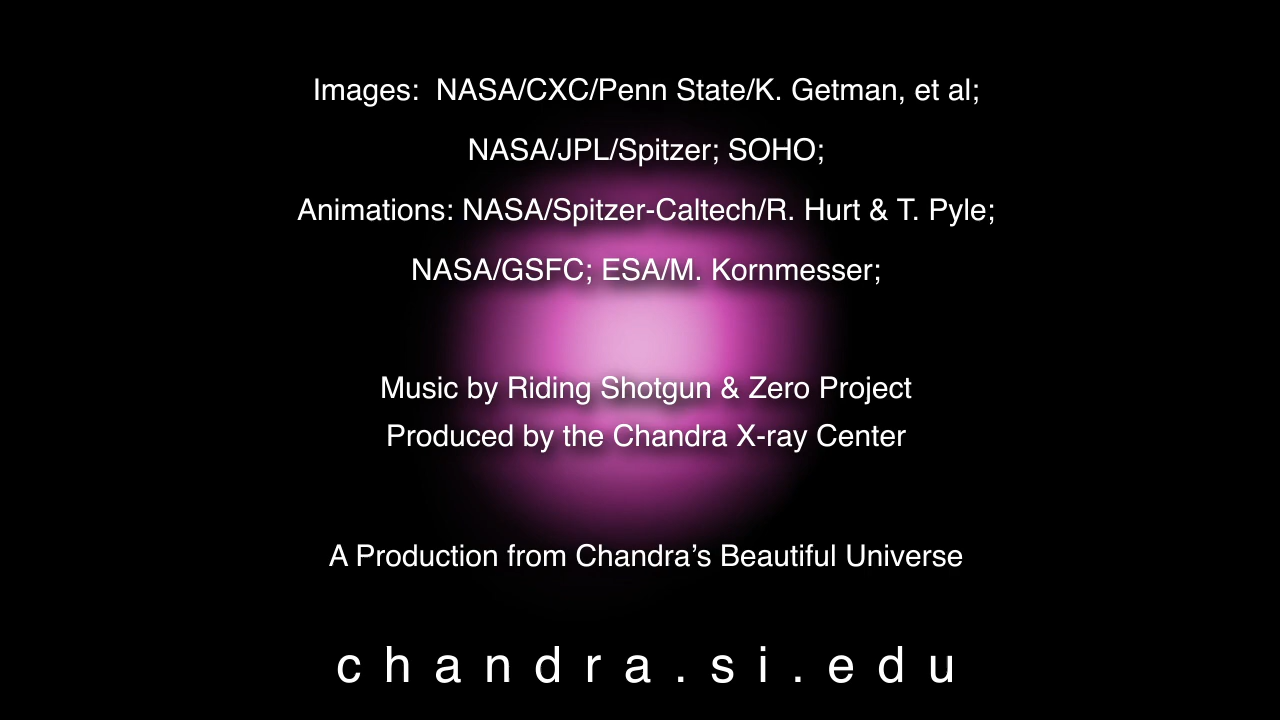 Images:  NASA/CXC/Penn State/K. Getman, et al;
NASA/JPL/Spitzer; SOHO;
Animations: NASA/Spitzer-Caltech/R. Hurt & T. Pyle;
NASA/GSFC; ESA/M. Kornmesser;
Music by Riding Shotgun & Zero Project
Produced by the Chandra X-ray Center
A Production from Chandra’s Beautiful Universe
chandra.si.edu